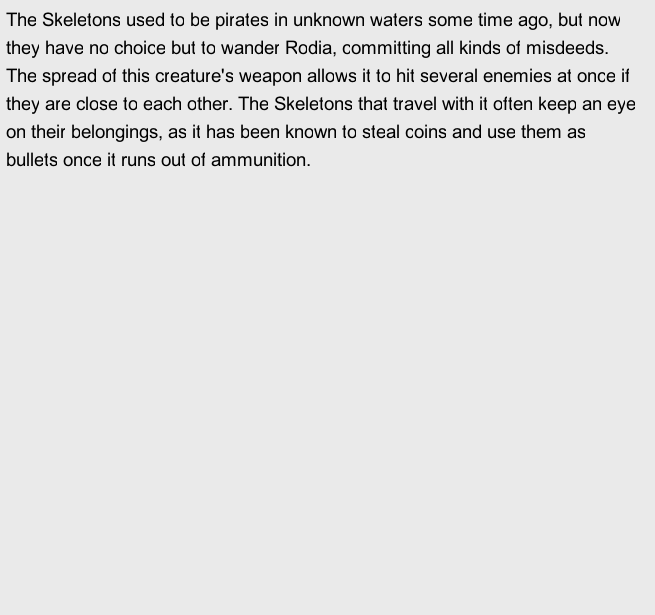 The Skeletons used to be pirates in unknown waters some time ago, but now
they have no choice but to wander Rodia, committing all kinds of misdeeds.
The spread of this creature's weapon allows it to hit several enemies at once if
they are close to each other. The Skeletons that travel with it often keep an eye
on their belongings, as it has been known to steal coins and use them as
bullets once it runs out of ammunition.